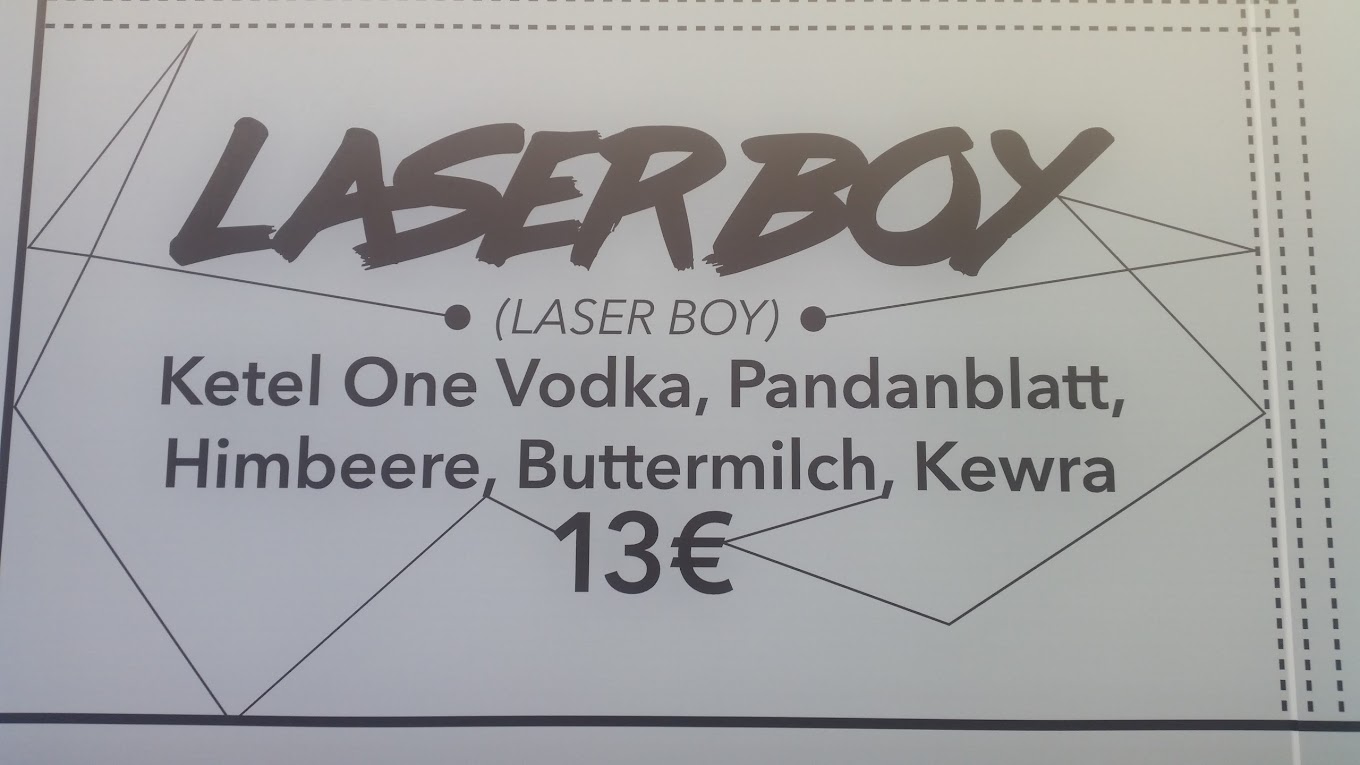 LASER BOY
(LASER BOY)
Ketel One Vodka, Pandanblatt,
Himbeere, Buttermilch, Kewra
13€